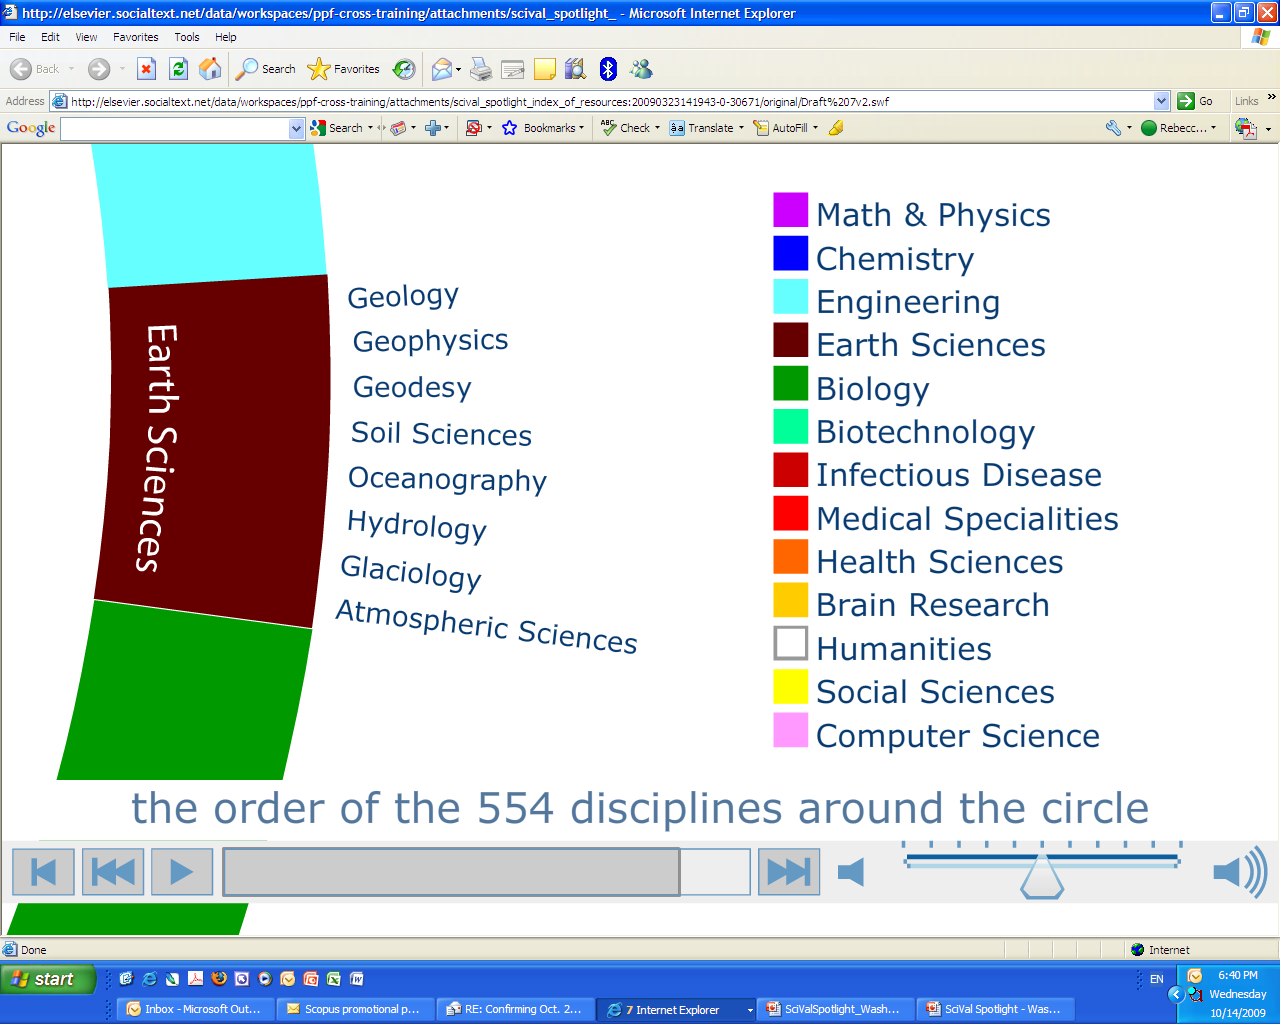 http://elsevier.socialtext.net/data/workspaces/ppf-cross-training/attachments/scival_spotlight_ - Microsoft Internet Explorer
File Edit View Favorites Tools Help
Back Search Favorites
Address http://elsevier.socialtext.net/data/workspaces/ppf-cross-training/attachments/scival_spotlight_index_of_resources:20090323141943-0-30671/original/Draft%207v2.swf Go Links »
Google Search Bookmarks ABC Check Translate AutoFill Rebecc...
Earth Sciences
Geology
Geophysics
Geodesy
Soil Sciences
Oceanography
Hydrology
Glaciology
Atmospheric Sciences
Math & Physics
Chemistry
Engineering
Earth Sciences
Biology
Biotechnology
Infectious Disease
Medical Specialities
Health Sciences
Brain Research
Humanities
Social Sciences
Computer Science
the order of the 554 disciplines around the circle
Done Internet
start EN 6:40 PM
Wednesday
Inbox - Microsoft Out... Scopus promotional p... RE: Confirming Oct. 2... 7 Internet Explorer SciValSpotlight_Wash... SciVal Spotlight - Was... 10/14/2009